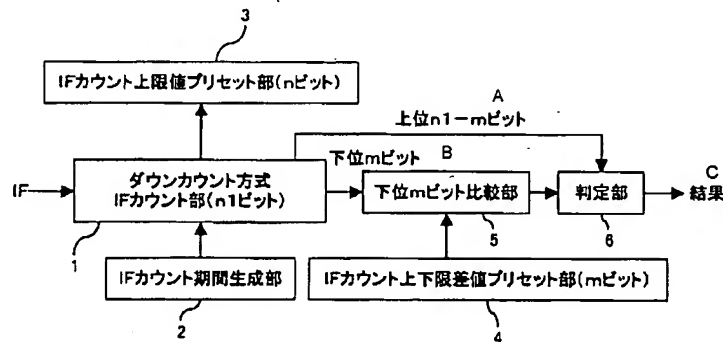 3
IFカウント上限値プリセット部(nビット)
A
上位n1-mビット
下位mビット
B
IF
ダウンカウント方式
IFカウント部(n1ビット)
下位mビット比較部
判定部
C
結果
1
5
6
IFカウント期間生成部
IFカウント上下限差値プリセット部(mビット)
2
4